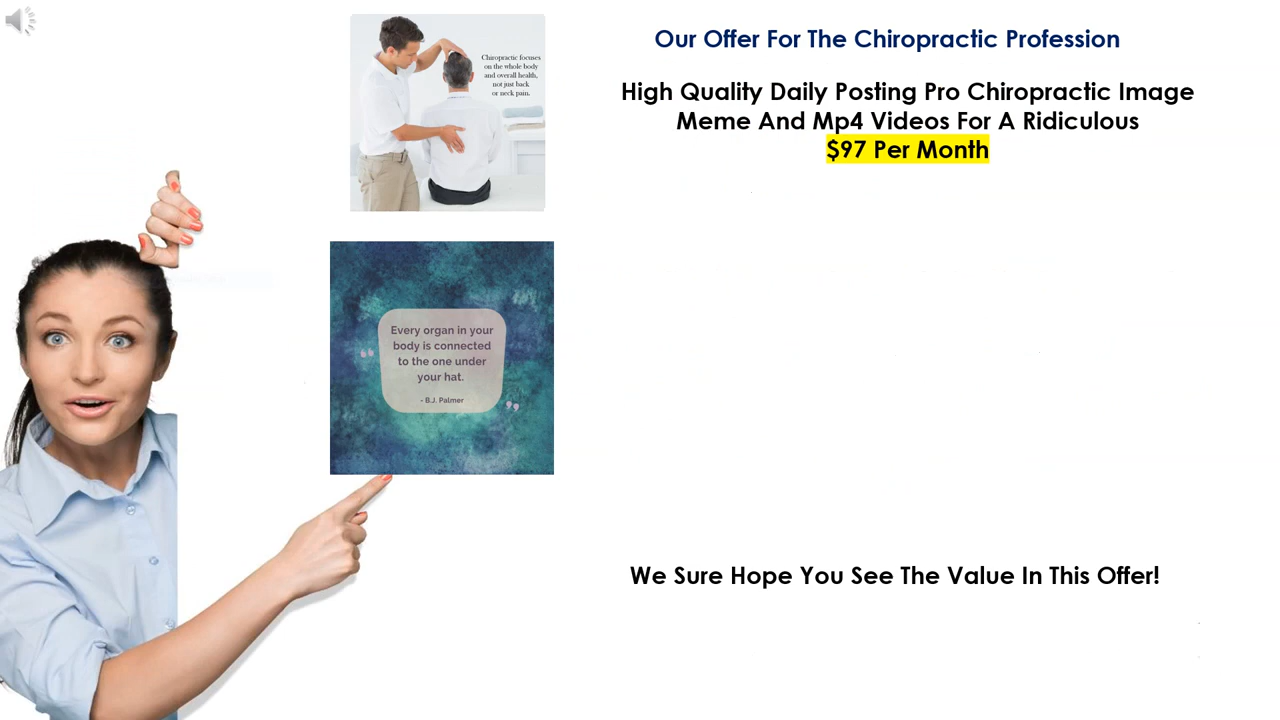 Chiropractic focuses
on the whole body
and overall health,
not just back
or neck pain.
Every organ in your
body is connected
to the one under
your hat.
- B.J. Palmer
Our Offer For The Chiropractic Profession
High Quality Daily Posting Pro Chiropractic Image
Meme And Mp4 Videos For A Ridiculous
$97 Per Month
We Sure Hope You See The Value In This Offer!